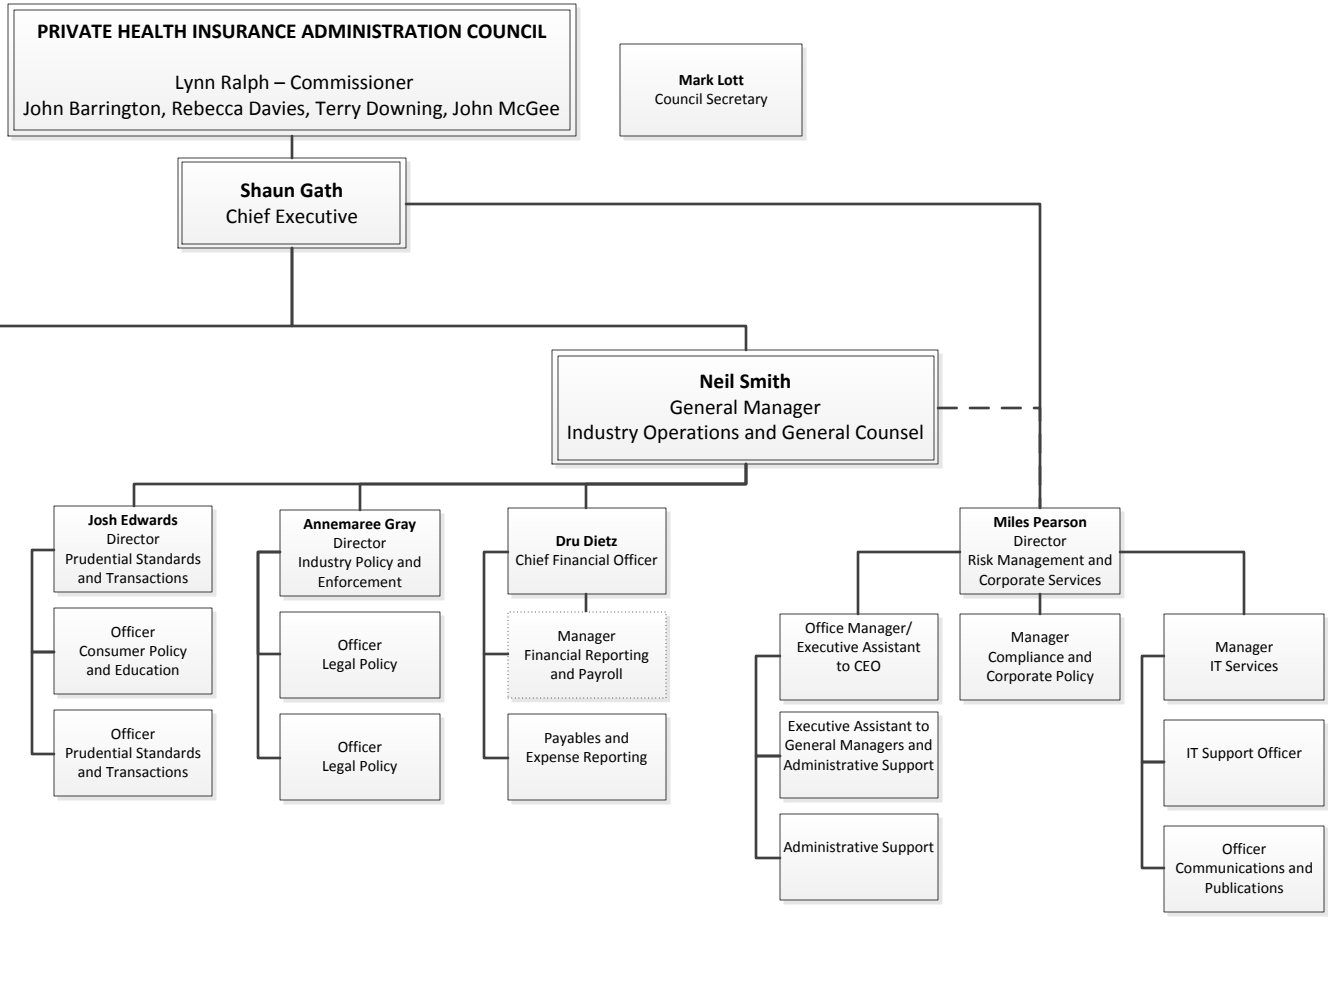 PRIVATE HEALTH INSURANCE ADMINISTRATION COUNCIL
Lynn Ralph – Commissioner
John Barrington, Rebecca Davies, Terry Downing, John McGee
Mark Lott
Council Secretary
Shaun Gath
Chief Executive
Neil Smith
General Manager
Industry Operations and General Counsel
Josh Edwards
Director
Prudential Standards
and Transactions
Officer
Consumer Policy
and Education
Officer
Prudential Standards
and Transactions
Annemaree Gray
Director
Industry Policy and
Enforcement
Officer
Legal Policy
Officer
Legal Policy
Dru Dietz
Chief Financial Officer
Manager
Financial Reporting
and Payroll
Payables and
Expense Reporting
Miles Pearson
Director
Risk Management and
Corporate Services
Office Manager/
Executive Assistant
to CEO
Executive Assistant to
General Managers and
Administrative Support
Administrative Support
Manager
Compliance and
Corporate Policy
Manager
IT Services
IT Support Officer
Officer
Communications and
Publications